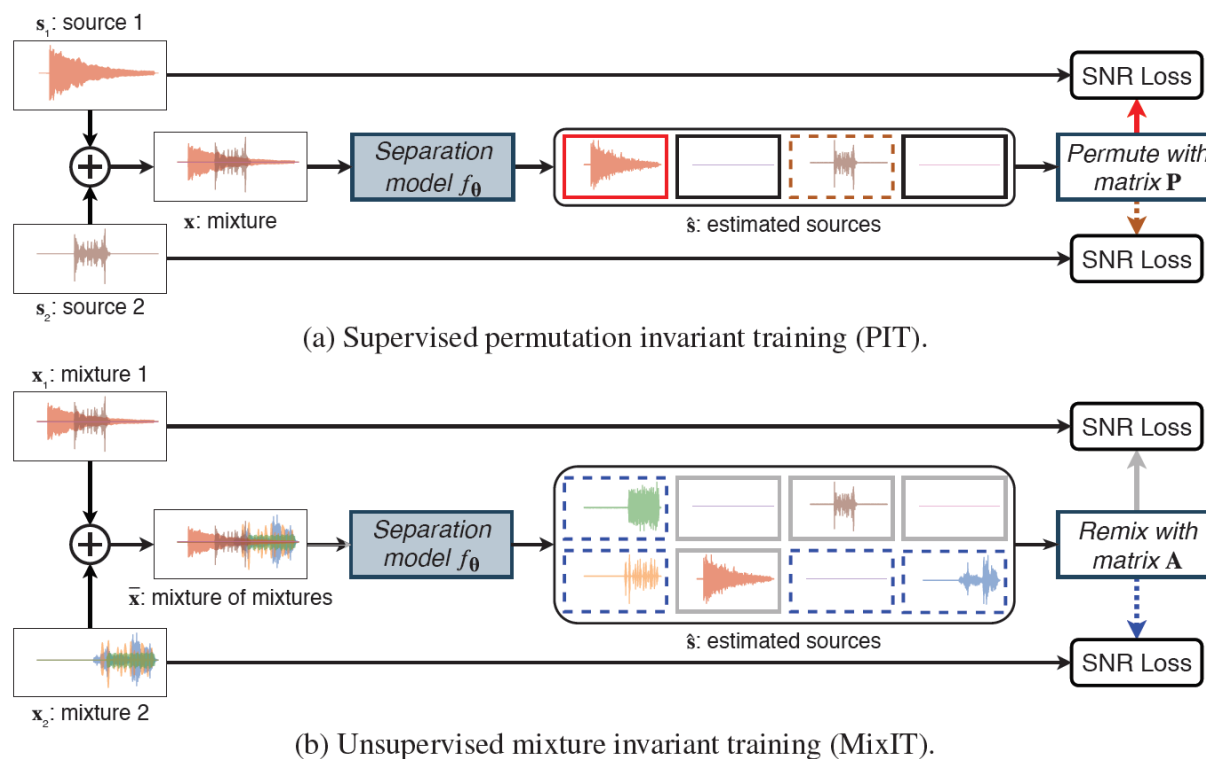 s₁: source 1
SNR Loss
Separation
model f_θ
Permute with
matrix P
x: mixture
ŝ: estimated sources
SNR Loss
s₂: source 2
(a) Supervised permutation invariant training (PIT).
x₁: mixture 1
SNR Loss
Separation
model f_θ
Remix with
matrix A
x̄: mixture of mixtures
ŝ: estimated sources
SNR Loss
x₂: mixture 2
(b) Unsupervised mixture invariant training (MixIT).